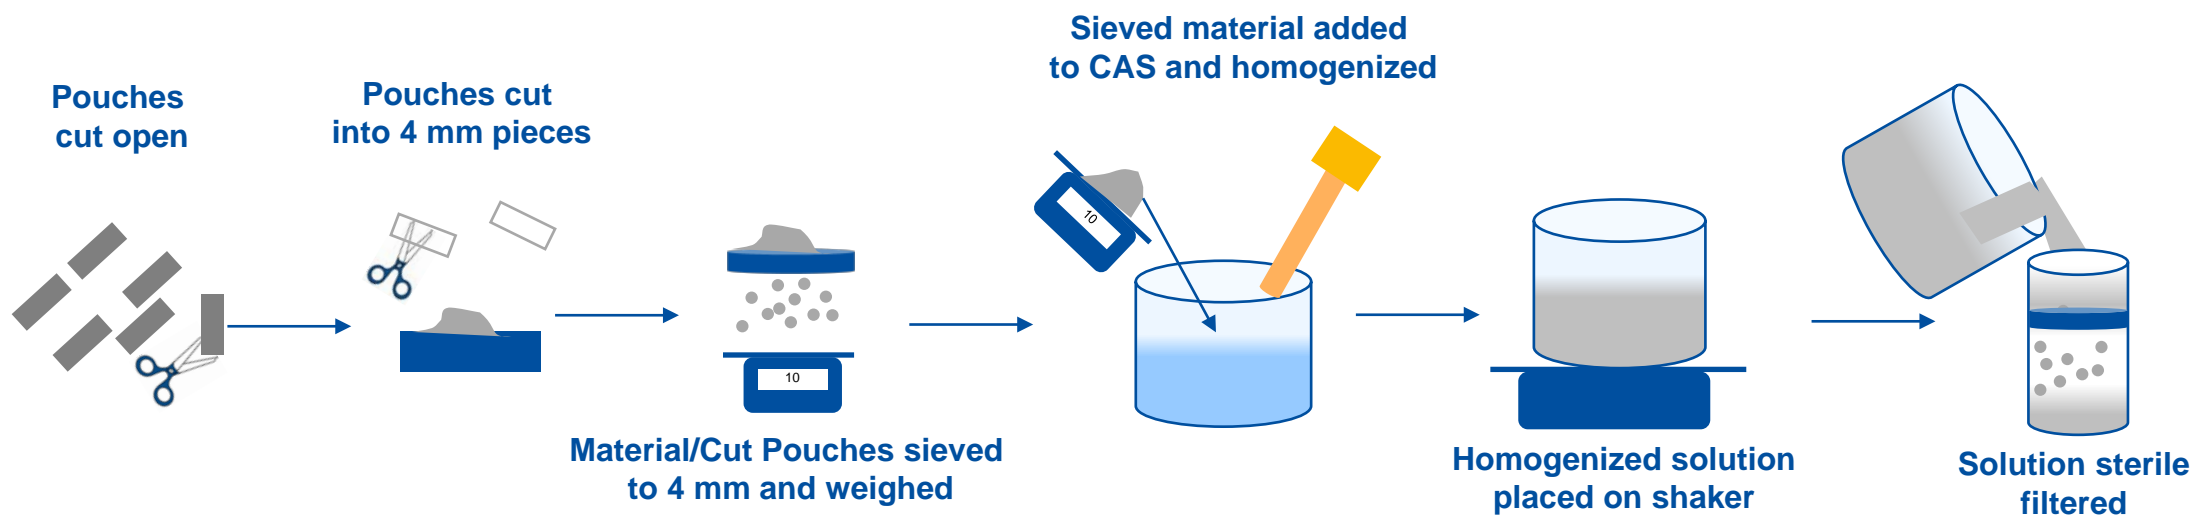 Pouches
cut open
Pouches cut
into 4 mm pieces
10
Material/Cut Pouches sieved
to 4 mm and weighed
Sieved material added
to CAS and homogenized
10
Homogenized solution
placed on shaker
Solution sterile
filtered